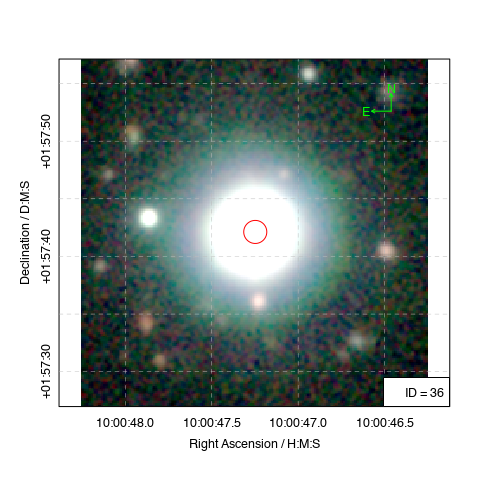 N
E
+01:57:50
+01:57:40
+01:57:30
Declination / D:M:S
ID = 36
10:00:48.0 10:00:47.5 10:00:47.0 10:00:46.5
Right Ascension / H:M:S